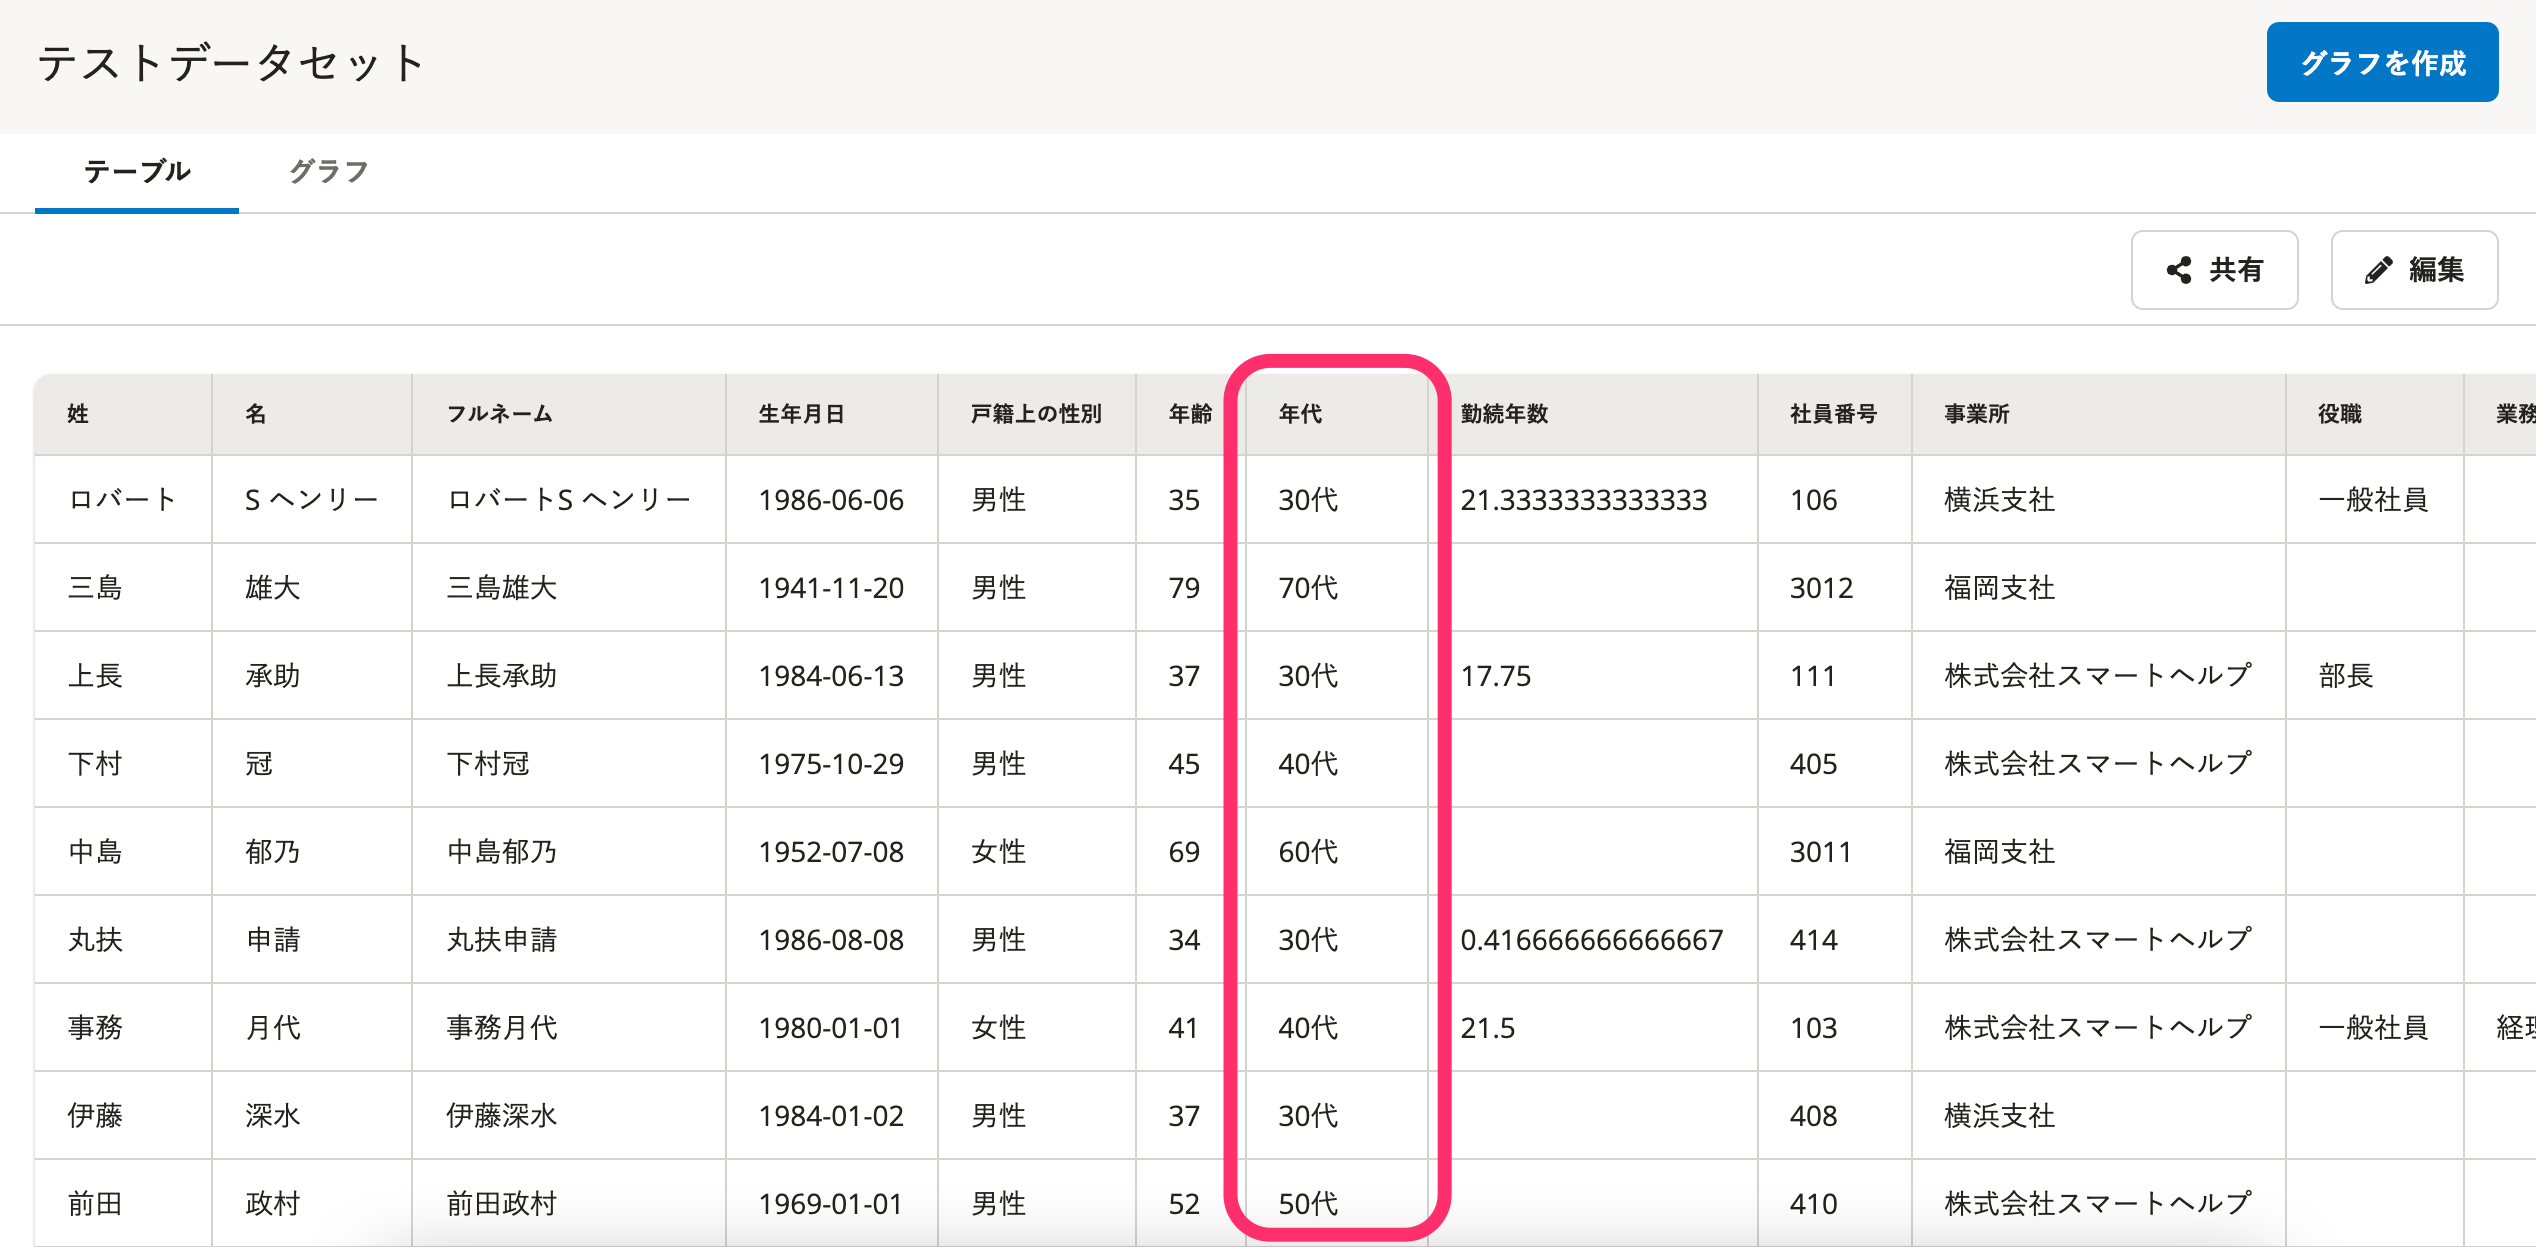 テストデータセット
グラフを作成
テーブル グラフ
共有 編集
姓 名 フルネーム 生年月日 戸籍上の性別 年齢 年代 勤続年数 社員番号 事業所 役職 業務
ロバート S ヘンリー ロバートS ヘンリー 1986-06-06 男性 35 30代 21.3333333333333 106 横浜支社 一般社員
三島 雄大 三島雄大 1941-11-20 男性 79 70代 3012 福岡支社
上長 承助 上長承助 1984-06-13 男性 37 30代 17.75 111 株式会社スマートヘルプ 部長
下村 冠 下村冠 1975-10-29 男性 45 40代 405 株式会社スマートヘルプ
中島 郁乃 中島郁乃 1952-07-08 女性 69 60代 3011 福岡支社
丸扶 申請 丸扶申請 1986-08-08 男性 34 30代 0.416666666666667 414 株式会社スマートヘルプ
事務 月代 事務月代 1980-01-01 女性 41 40代 21.5 103 株式会社スマートヘルプ 一般社員 経理
伊藤 深水 伊藤深水 1984-01-02 男性 37 30代 408 横浜支社
前田 政村 前田政村 1969-01-01 男性 52 50代 410 株式会社スマートヘルプ